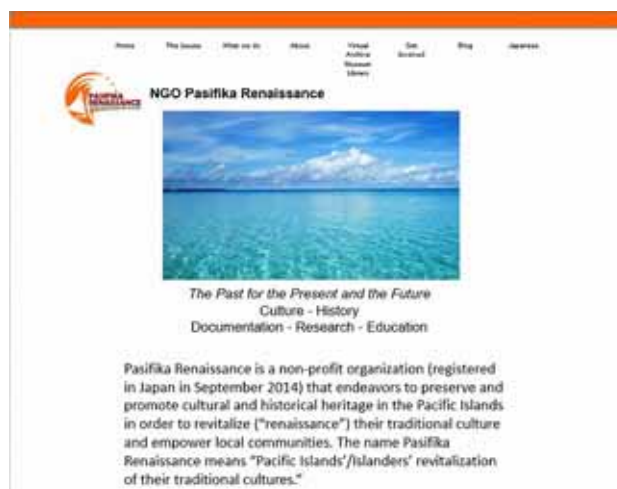 Home The Issues What we do About Virtual Get Blog Japanese
Archive Involved
Museum
Library
PASIFIKA
RENAISSANCE
NGO Pasifika Renaissance
The Past for the Present and the Future
Culture - History
Documentation - Research - Education
Pasifika Renaissance is a non-profit organization (registered
in Japan in September 2014) that endeavors to preserve and
promote cultural and historical heritage in the Pacific Islands
in order to revitalize (“renaissance”) their traditional culture
and empower local communities. The name Pasifika
Renaissance means “Pacific Islands’/Islanders’ revitalization
of their traditional cultures.”